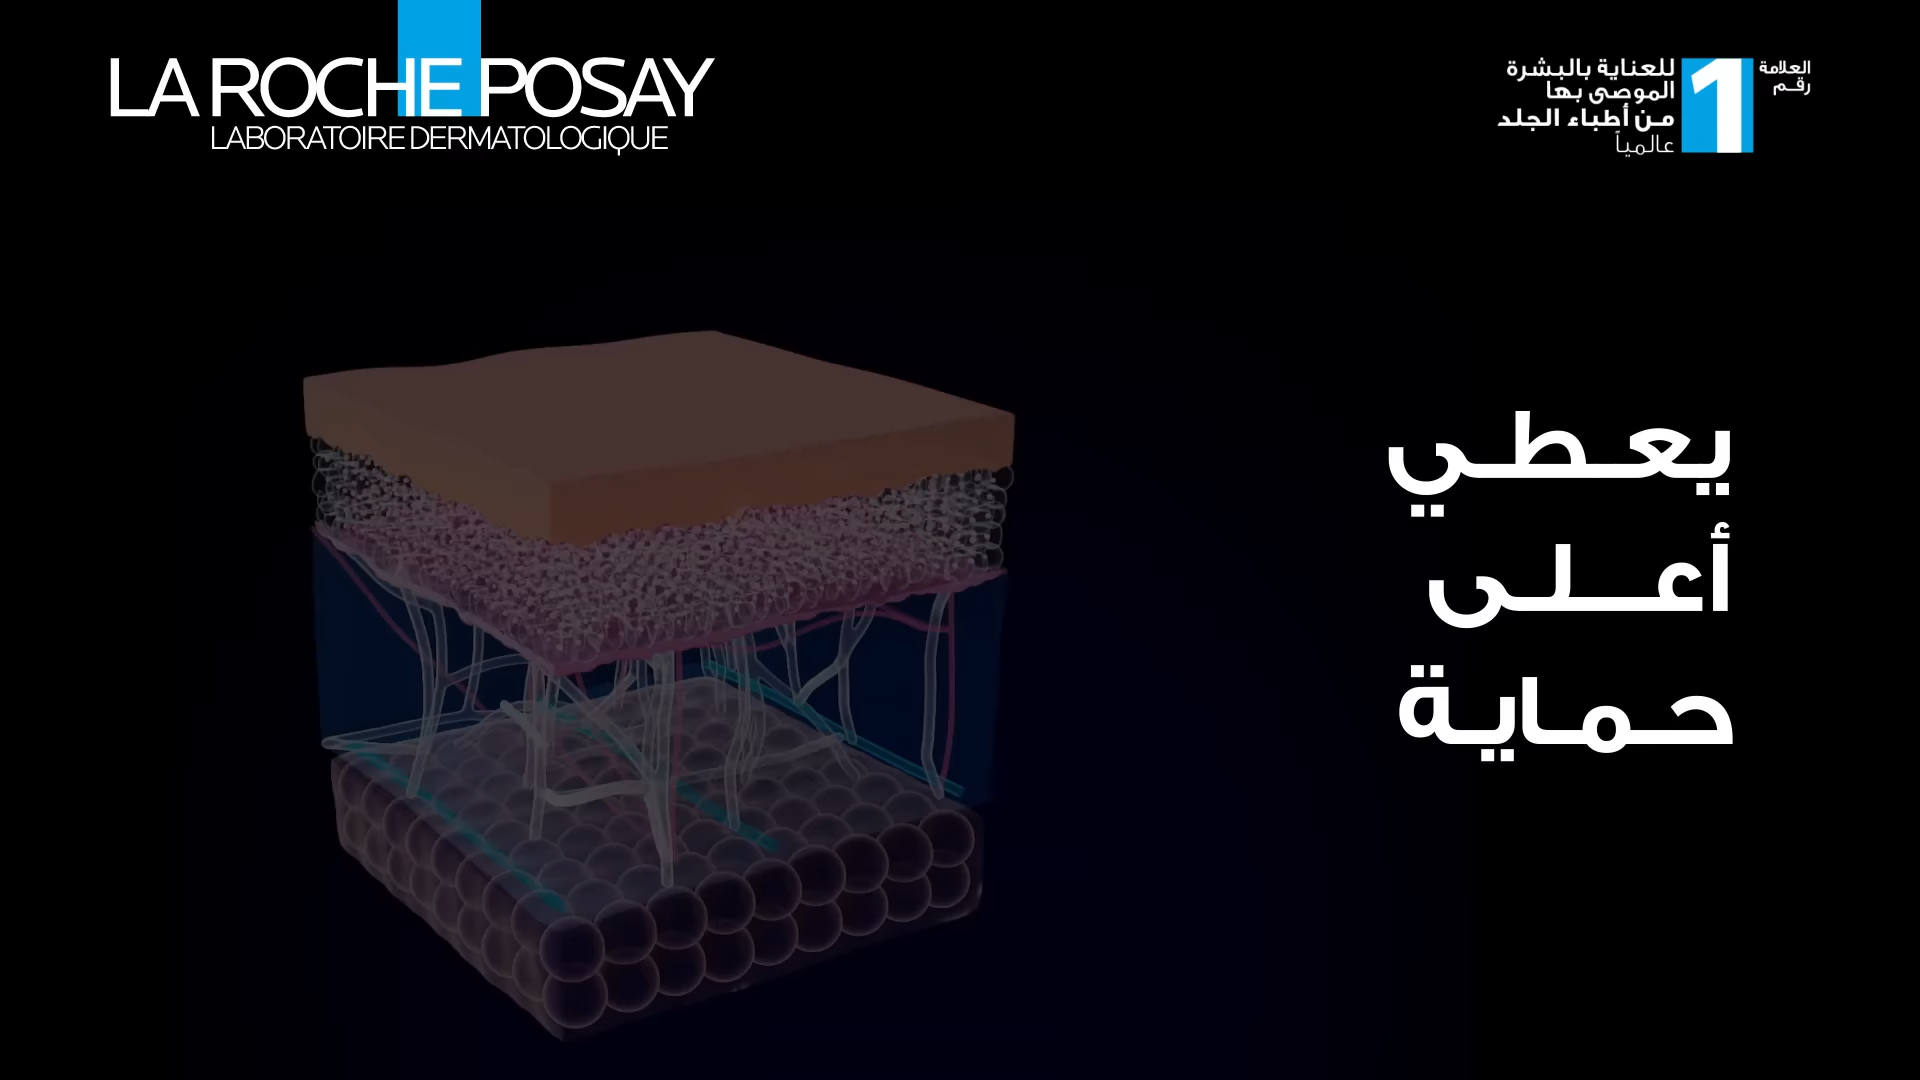 LA ROCHE POSAY
LABORATOIRE DERMATOLOGIQUE
العلامة
رقم
1
للعناية بالبشرة
الموصى بها
من أطباء الجلد
عالمياً
يعطي
أعلى
حماية